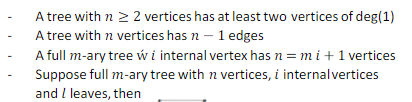 - A tree with n ≥ 2 vertices has at least two vertices of deg(1)
- A tree with n vertices has n − 1 edges
- A full m-ary tree ẃ i internal vertex has n = m i + 1 vertices
- Suppose full m-ary tree with n vertices, i internal vertices
and l leaves, then